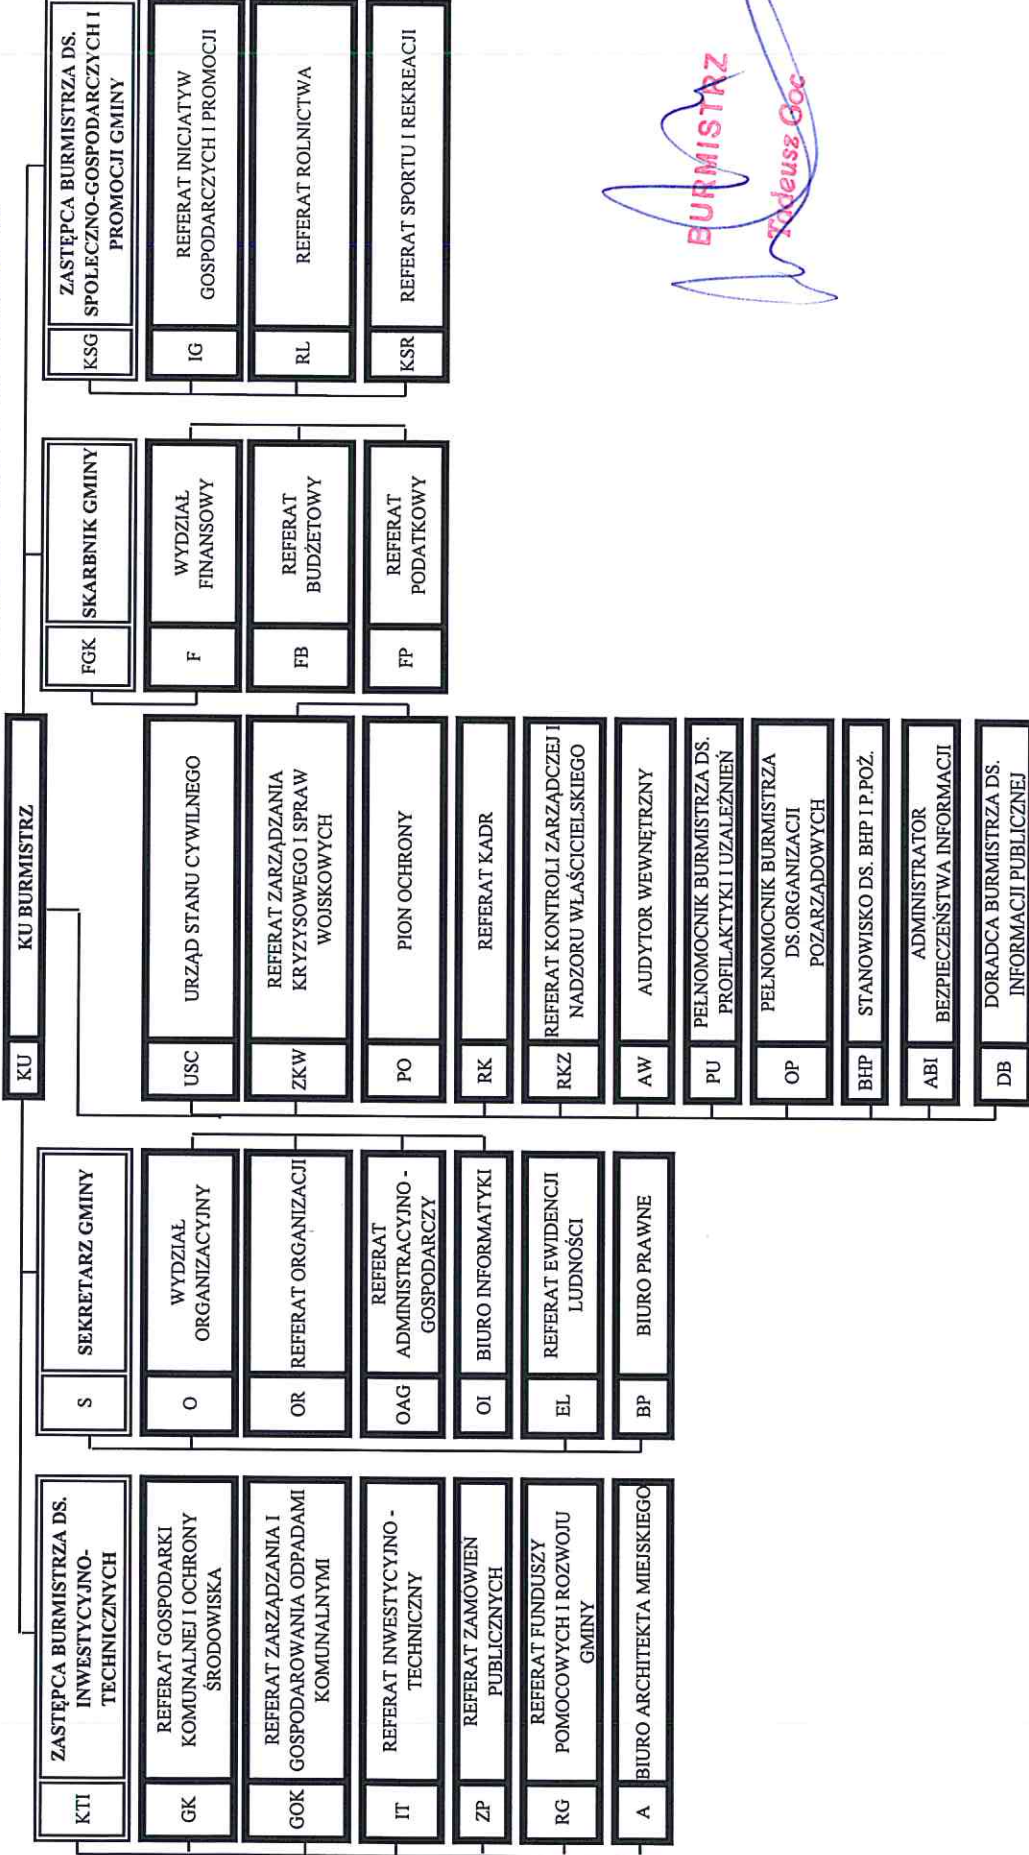 KU
KU BURMISTRZ
KTI
ZASTĘPCA BURMISTRZA DS.
INWESTYCYJNO-
TECHNICZNYCH
GK
REFERAT GOSPODARKI
KOMUNALNEJ I OCHRONY
ŚRODOWISKA
GOK
REFERAT ZARZĄDZANIA I
GOSPODAROWANIA ODPADAMI
KOMUNALNYMI
IT
REFERAT INWESTYCYJNO -
TECHNICZNY
ZP
REFERAT ZAMÓWIEŃ
PUBLICZNYCH
RG
REFERAT FUNDUSZY
POMOCOWYCH I ROZWOJU
GMINY
A
BIURO ARCHITEKTA MIEJSKIEGO
S
SEKRETARZ GMINY
O
WYDZIAŁ
ORGANIZACYJNY
OR
REFERAT ORGANIZACJI
OAG
REFERAT
ADMINISTRACYJNO -
GOSPODARCZY
OI
BIURO INFORMATYKI
EL
REFERAT EWIDENCJI
LUDNOŚCI
BP
BIURO PRAWNE
USC
URZĄD STANU CYWILNEGO
ZKW
REFERAT ZARZĄDZANIA
KRYZYSOWEGO I SPRAW
WOJSKOWYCH
PO
PION OCHRONY
RK
REFERAT KADR
RKZ
REFERAT KONTROLI ZARZĄDCZEJ I
NADZORU WŁAŚCICIELSKIEGO
AW
AUDYTOR WEWNĘTRZNY
PU
PEŁNOMOCNIK BURMISTRZA DS.
PROFILAKTYKI I UZALEŻNIEŃ
OP
PEŁNOMOCNIK BURMISTRZA
DS.ORGANIZACJI
POZARZĄDOWYCH
BHP
STANOWISKO DS. BHP I P.POŻ.
ABI
ADMINISTRATOR
BEZPIECZEŃSTWA INFORMACJI
DB
DORADCA BURMISTRZA DS.
INFORMACJI PUBLICZNEJ
FGK
SKARBNIK GMINY
F
WYDZIAŁ
FINANSOWY
FB
REFERAT
BUDŻETOWY
FP
REFERAT
PODATKOWY
KSG
ZASTĘPCA BURMISTRZA DS.
SPOŁECZNO-GOSPODARCZYCH I
PROMOCJI GMINY
IG
REFERAT INICJATYW
GOSPODARCZYCH I PROMOCJI
RL
REFERAT ROLNICTWA
KSR
REFERAT SPORTU I REKREACJI
BURMISTRZ
Tadeusz Goc